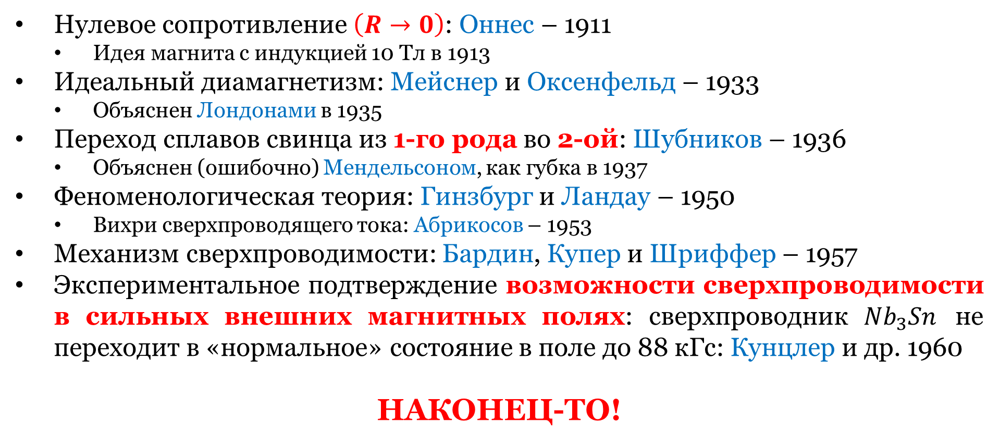 • Нулевое сопротивление (R → 0): Оннес – 1911
• Идея магнита с индукцией 10 Тл в 1913
• Идеальный диамагнетизм: Мейснер и Оксенфельд – 1933
• Объяснен Лондонами в 1935
• Переход сплавов свинца из 1-го рода во 2-ой: Шубников – 1936
• Объяснен (ошибочно) Мендельсоном, как губка в 1937
• Феноменологическая теория: Гинзбург и Ландау – 1950
• Вихри сверхпроводящего тока: Абрикосов – 1953
• Механизм сверхпроводимости: Бардин, Купер и Шриффер – 1957
• Экспериментальное подтверждение возможности сверхпроводимости
в сильных внешних магнитных полях: сверхпроводник Nb₃Sn не
переходит в «нормальное» состояние в поле до 88 кГс: Кунцлер и др. 1960
НАКОНЕЦ-ТО!